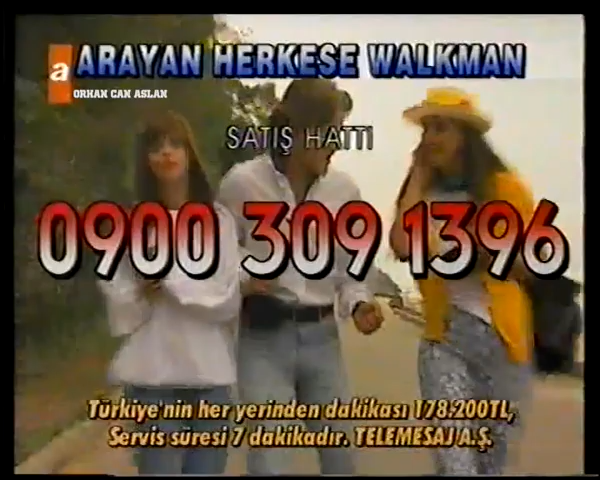 ARAYAN HERKESE WALKMAN
a
ORHAN CAN ASLAN
SATIŞ HATTI
0900 309 1396
Türkiye'nin her yerinden dakikası 178.200TL,
Servis süresi 7 dakikadır. TELEMESAJ A.Ş.